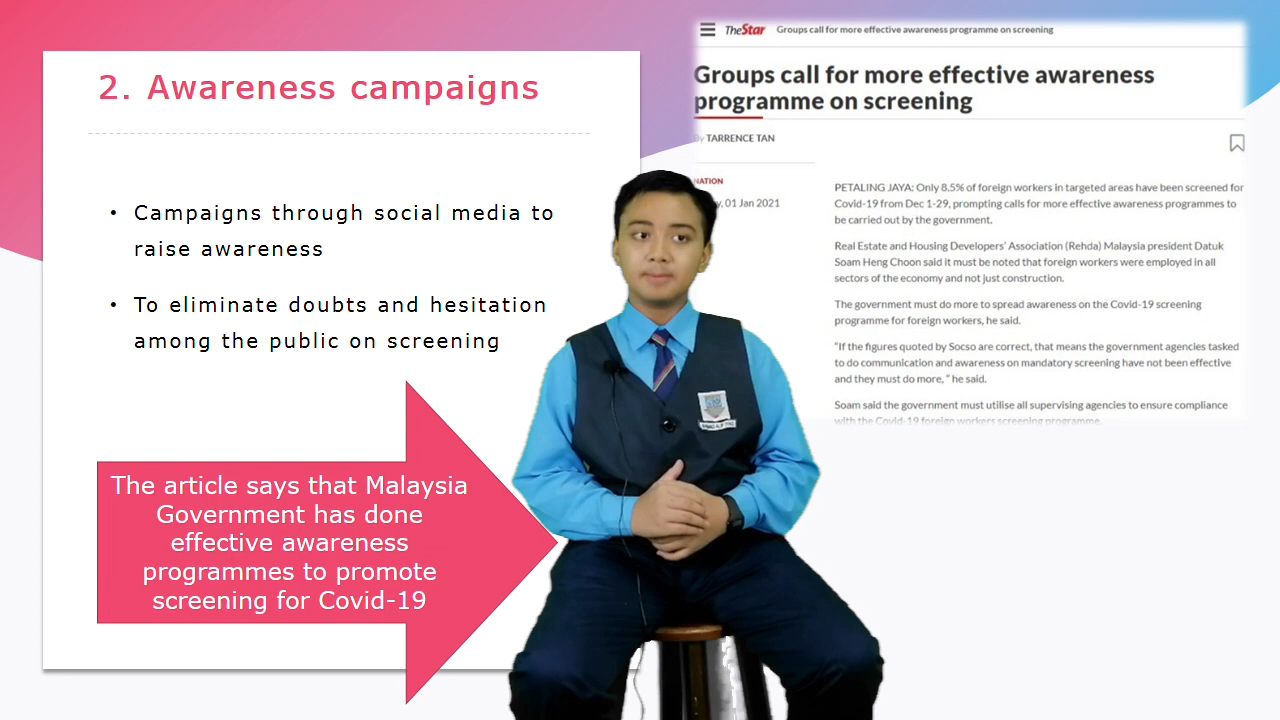 2. Awareness campaigns
• Campaigns through social media to
raise awareness
• To eliminate doubts and hesitation
among the public on screening
The article says that Malaysia
Government has done
effective awareness
programmes to promote
screening for Covid-19
TheStar
Groups call for more effective awareness programme on screening
Groups call for more effective awareness
programme on screening
By TARRENCE TAN
NATION
01 Jan 2021
PETALING JAYA: Only 8.5% of foreign workers in targeted areas have been screened for
Covid-19 from Dec 1-29, prompting calls for more effective awareness programmes to
be carried out by the government.
Real Estate and Housing Developers' Association (Rehda) Malaysia president Datuk
Soam Heng Choon said it must be noted that foreign workers were employed in all
sectors of the economy and not just construction.
The government must do more to spread awareness on the Covid-19 screening
programme for foreign workers, he said.
"If the figures quoted by Socso are correct, that means the government agencies tasked
to do communication and awareness on mandatory screening have not been effective
and they must do more, " he said.
Soam said the government must utilise all supervising agencies to ensure compliance
with the Covid-19 foreign workers screening programme.